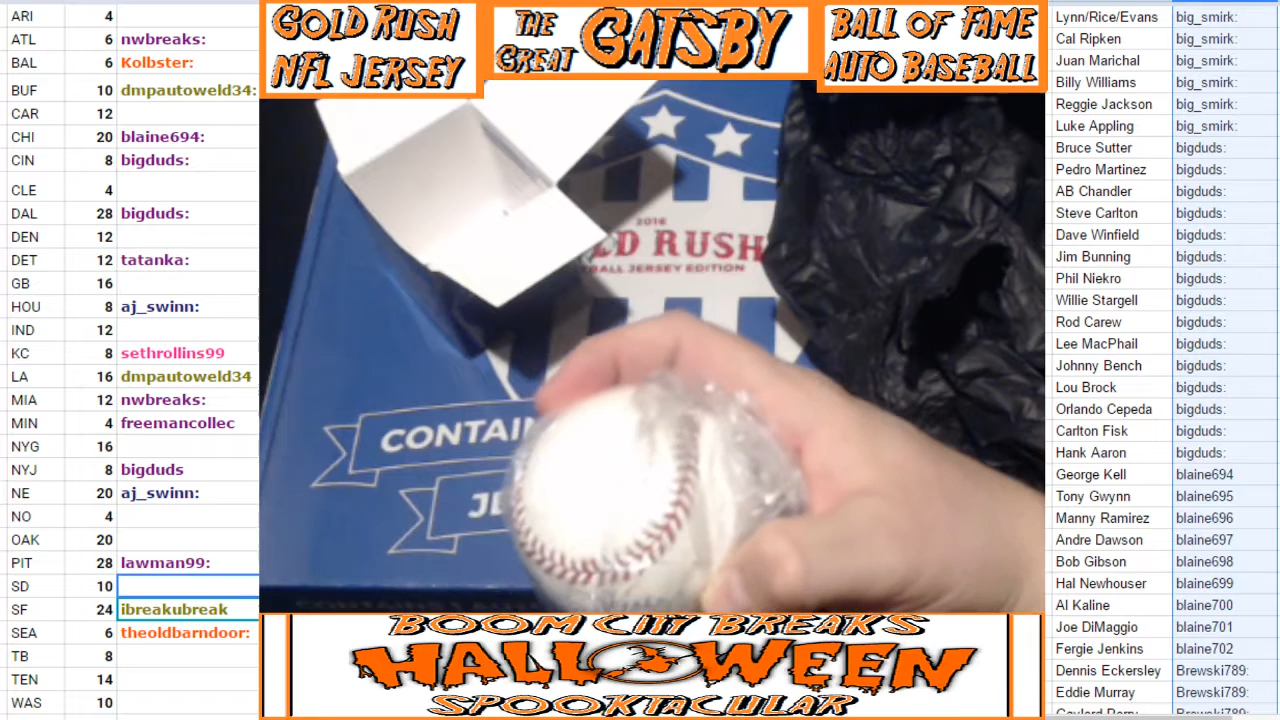 ARI 4
ATL 6 nwbreaks:
BAL 6 Kolbster:
BUF 10 dmpautoweld34:
CAR 12
CHI 20 blaine694:
CIN 8 bigduds:
CLE 4
DAL 28 bigduds:
DEN 12
DET 12 tatanka:
GB 16
HOU 8 aj_swinn:
IND 12
KC 8 sethrollins99
LA 16 dmpautoweld34
MIA 12 nwbreaks:
MIN 4 freemancollec
NYG 16
NYJ 8 bigduds
NE 20 aj_swinn:
NO 4
OAK 20
PIT 28 lawman99:
SD 10
SF 24 ibreakubreak
SEA 6 theoldbarndoor:
TB 8
TEN 14
WAS 10
GOLD RUSH
NFL JERSEY
THE
GREAT GATSBY
BALL OF FAME
AUTO BASEBALL
2016
LD RUSH
BALL JERSEY EDITION
CONTAIN
JE
BOOM CITY BREAKS
HALLOWEEN
SPOOKTACULAR
Lynn/Rice/Evans big_smirk:
Cal Ripken big_smirk:
Juan Marichal big_smirk:
Billy Williams big_smirk:
Reggie Jackson big_smirk:
Luke Appling big_smirk:
Bruce Sutter bigduds:
Pedro Martinez bigduds:
AB Chandler bigduds:
Steve Carlton bigduds:
Dave Winfield bigduds:
Jim Bunning bigduds:
Phil Niekro bigduds:
Willie Stargell bigduds:
Rod Carew bigduds:
Lee MacPhail bigduds:
Johnny Bench bigduds:
Lou Brock bigduds:
Orlando Cepeda bigduds:
Carlton Fisk bigduds:
Hank Aaron bigduds:
George Kell blaine694
Tony Gwynn blaine695
Manny Ramirez blaine696
Andre Dawson blaine697
Bob Gibson blaine698
Hal Newhouser blaine699
Al Kaline blaine700
Joe DiMaggio blaine701
Fergie Jenkins blaine702
Dennis Eckersley Brewski789:
Eddie Murray Brewski789:
Gaylord Perry Brewski789: